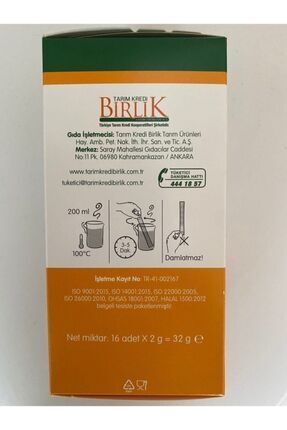 TARIM KREDİ
BİRLİK
Türkiye Tarım Kredi Kooperatifleri Şirketidir.
Gıda İşletmecisi: Tarım Kredi Birlik Tarım Ürünleri
Hay. Amb. Pet. Nak. İth. İhr. San. ve Tic. A.Ş.
Merkez: Saray Mahallesi Gıdacılar Caddesi
No:11 Pk. 06980 Kahramankazan / ANKARA
www.tarimkredibirlik.com.tr
tuketici@tarimkredibirlik.com.tr
TÜKETİCİ
DANIŞMA HATTI
444 18 57
200 ml
100°C
3-5
Dak.
Damlatmaz!
İşletme Kayıt No: TR-41-002167
ISO 9001:2015, ISO 14001:2015, ISO 22000:2005,
ISO 26000:2010, OHSAS 18001:2007, HALAL 1500:2012
belgeli tesiste paketlenmiştir.
Net miktar: 16 adet X 2 g = 32 g ℮